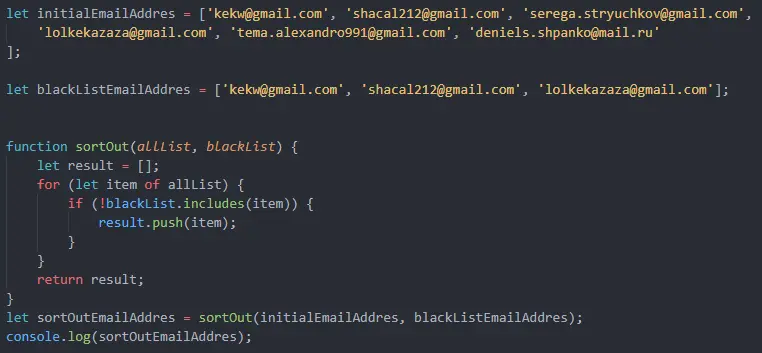 let initialEmailAddres = ['kekw@gmail.com', 'shacal212@gmail.com', 'serega.stryuchkov@gmail.com',
'lolkekazaza@gmail.com', 'tema.alexandro991@gmail.com', 'deniels.shpanko@mail.ru'
];
let blackListEmailAddres = ['kekw@gmail.com', 'shacal212@gmail.com', 'lolkekazaza@gmail.com'];
function sortOut(allList, blackList) {
let result = [];
for (let item of allList) {
if (!blackList.includes(item)) {
result.push(item);
}
}
return result;
}
let sortOutEmailAddres = sortOut(initialEmailAddres, blackListEmailAddres);
console.log(sortOutEmailAddres);